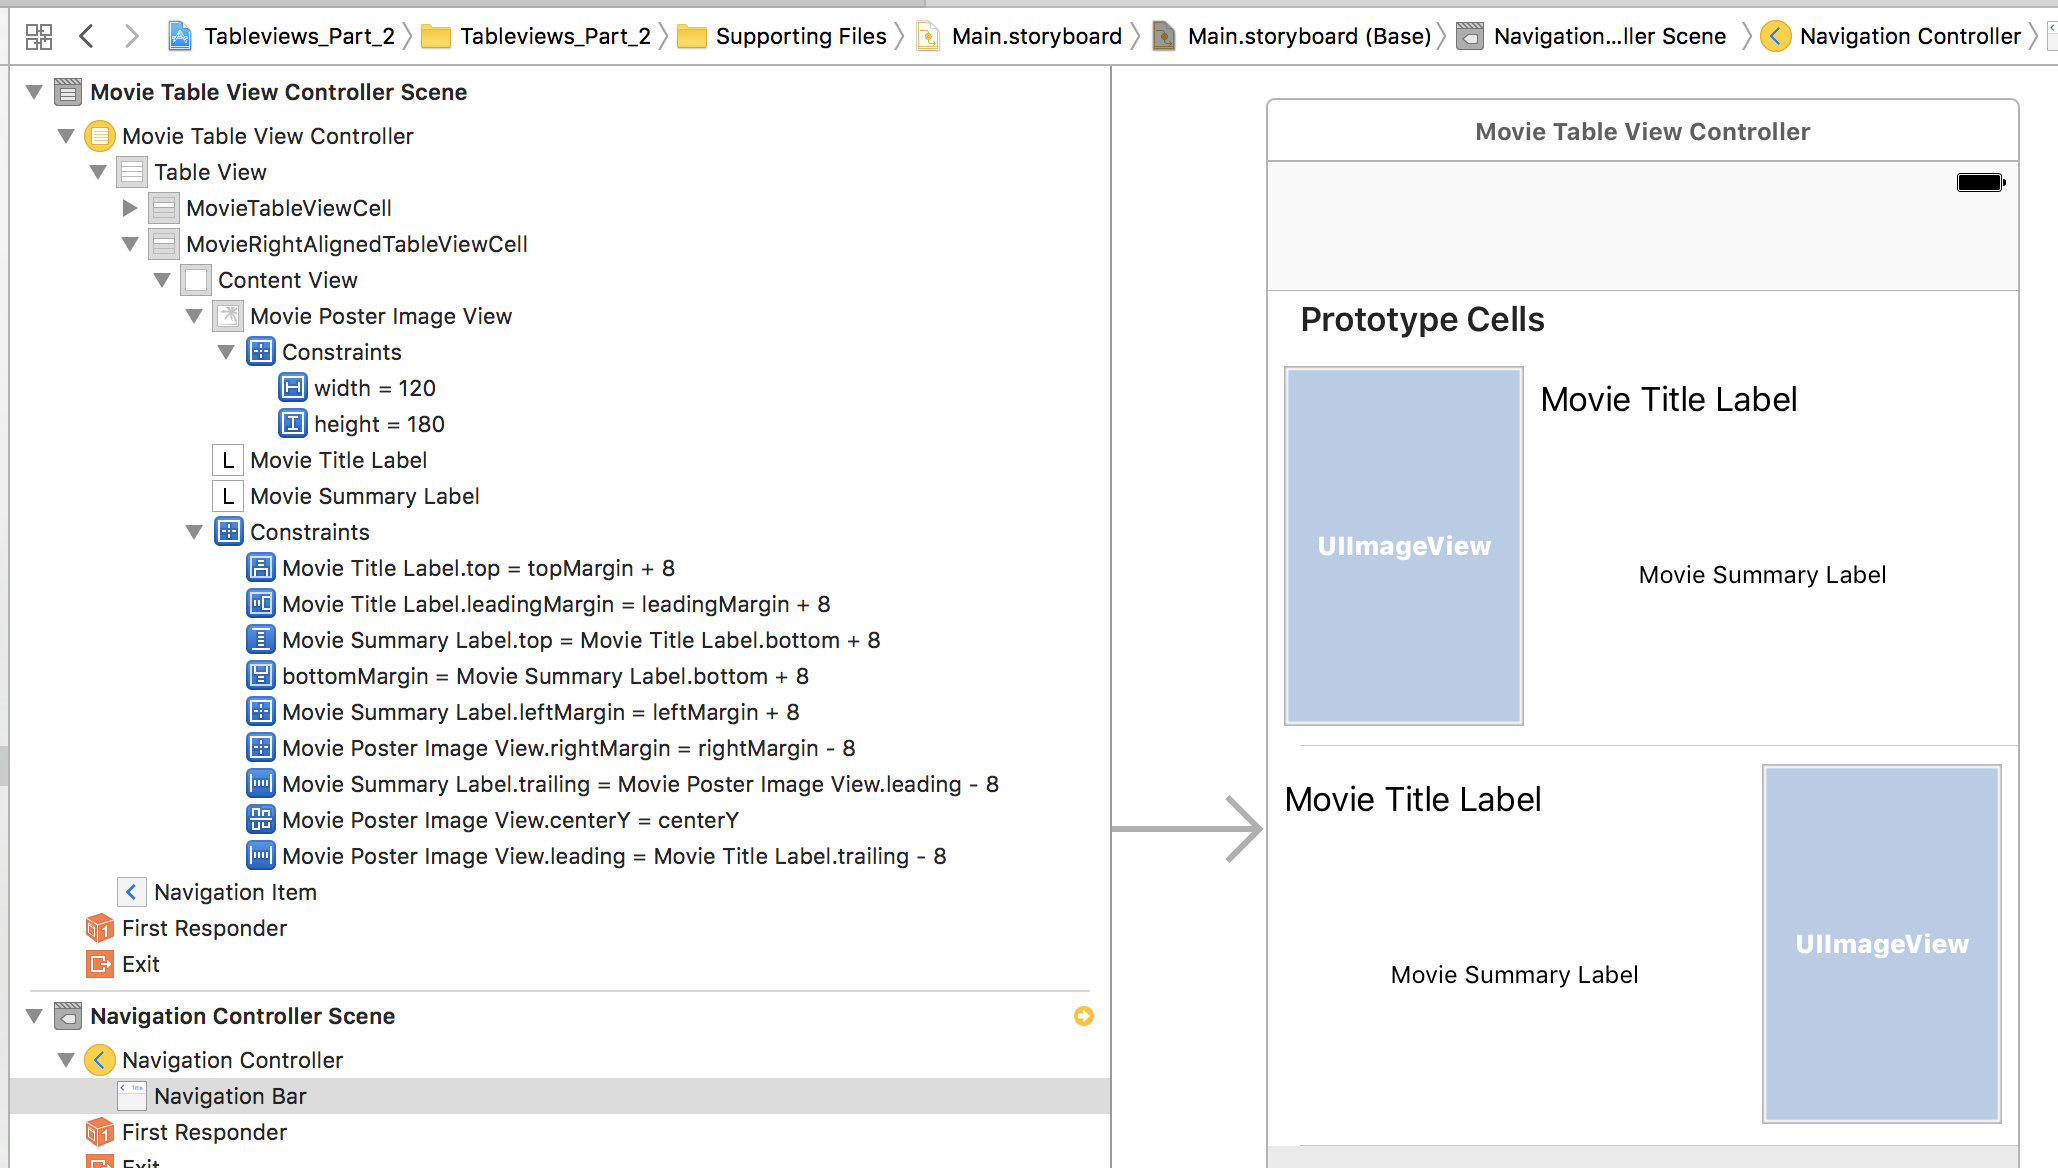 Tableviews_Part_2 Tableviews_Part_2 Supporting Files Main.storyboard Main.storyboard (Base) Navigation...ller Scene Navigation Controller
Movie Table View Controller Scene
Movie Table View Controller
Table View
MovieTableViewCell
MovieRightAlignedTableViewCell
Content View
Movie Poster Image View
Constraints
width = 120
height = 180
L Movie Title Label
L Movie Summary Label
Constraints
Movie Title Label.top = topMargin + 8
Movie Title Label.leadingMargin = leadingMargin + 8
Movie Summary Label.top = Movie Title Label.bottom + 8
bottomMargin = Movie Summary Label.bottom + 8
Movie Summary Label.leftMargin = leftMargin + 8
Movie Poster Image View.rightMargin = rightMargin - 8
Movie Summary Label.trailing = Movie Poster Image View.leading - 8
Movie Poster Image View.centerY = centerY
Movie Poster Image View.leading = Movie Title Label.trailing - 8
Navigation Item
First Responder
Exit
Navigation Controller Scene
Navigation Controller
Navigation Bar
First Responder
Exit
Movie Table View Controller
Prototype Cells
Movie Title Label
UIImageView
Movie Summary Label
Movie Title Label
UIImageView
Movie Summary Label